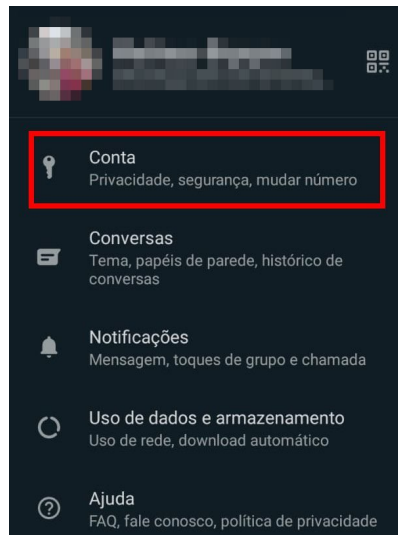 Conta
Privacidade, segurança, mudar número
Conversas
Tema, papéis de parede, histórico de
conversas
Notificações
Mensagem, toques de grupo e chamada
Uso de dados e armazenamento
Uso de rede, download automático
Ajuda
FAQ, fale conosco, política de privacidade